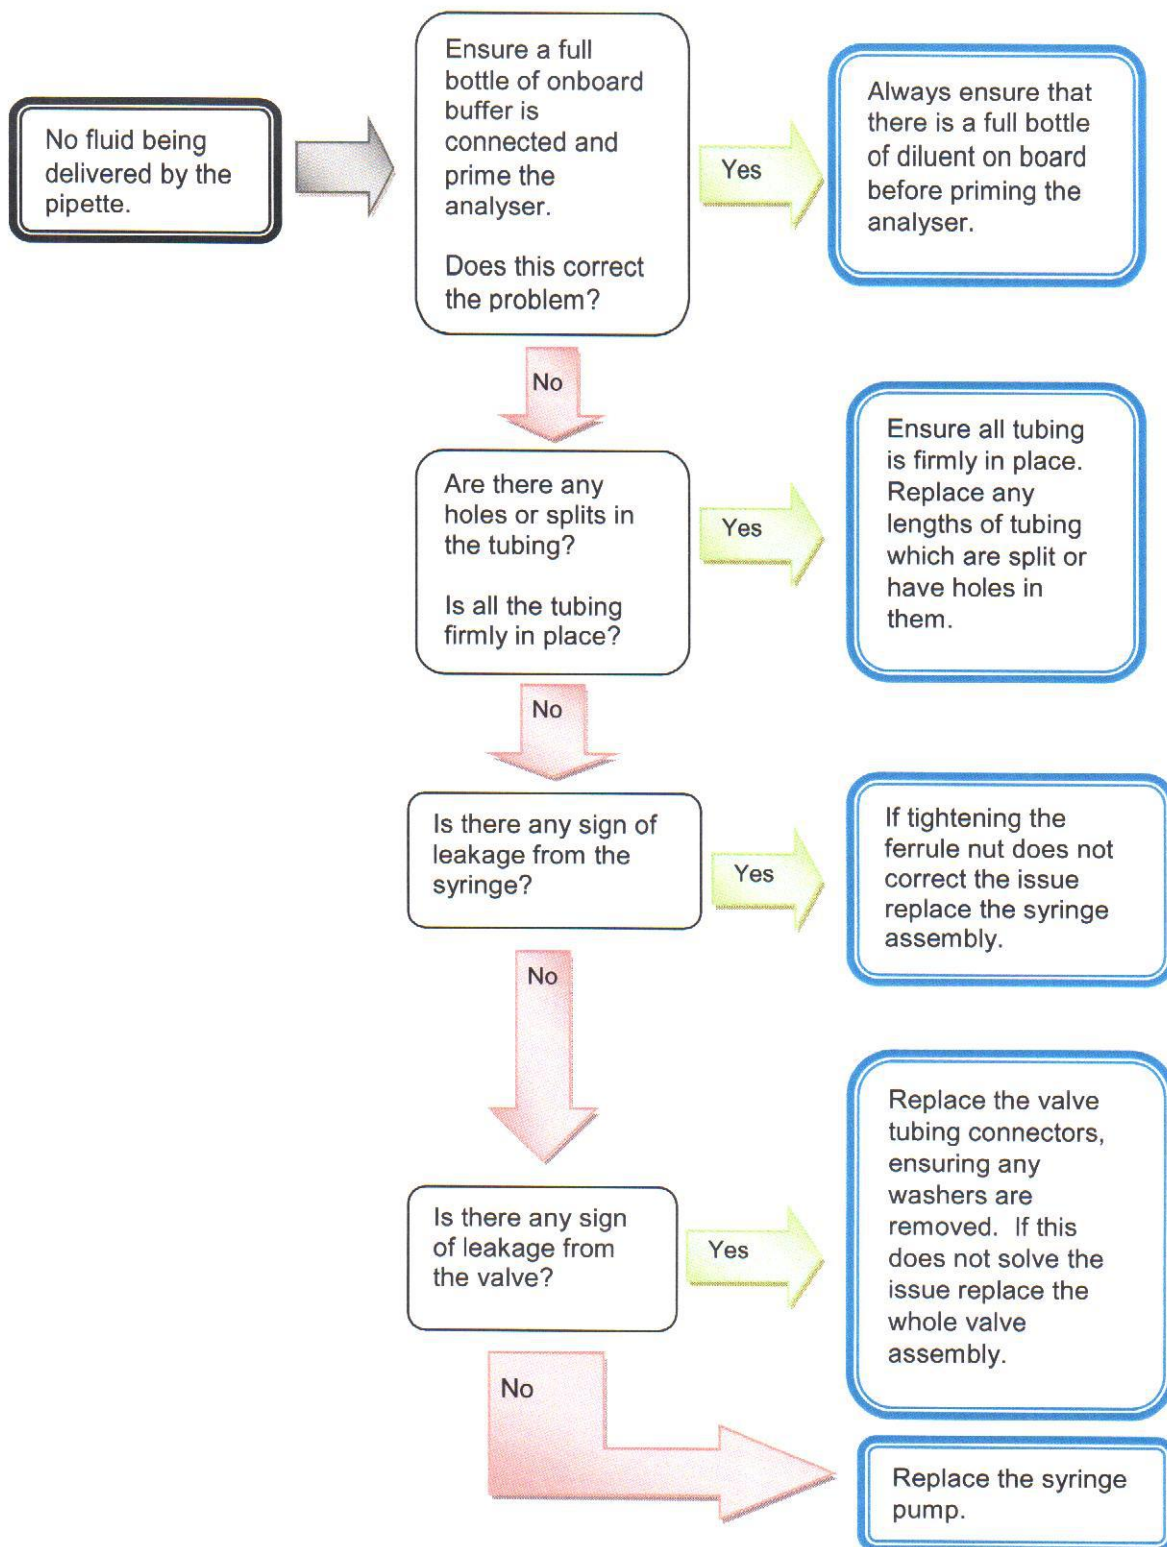 No fluid being
delivered by the
pipette.
Ensure a full
bottle of onboard
buffer is
connected and
prime the
analyser.
Does this correct
the problem?
Yes
Always ensure that
there is a full bottle
of diluent on board
before priming the
analyser.
No
Are there any
holes or splits in
the tubing?
Is all the tubing
firmly in place?
Yes
Ensure all tubing
is firmly in place.
Replace any
lengths of tubing
which are split or
have holes in
them.
No
Is there any sign of
leakage from the
syringe?
Yes
If tightening the
ferrule nut does not
correct the issue
replace the syringe
assembly.
No
Is there any sign
of leakage from
the valve?
Yes
Replace the valve
tubing connectors,
ensuring any
washers are
removed.  If this
does not solve the
issue replace the
whole valve
assembly.
No
Replace the syringe
pump.